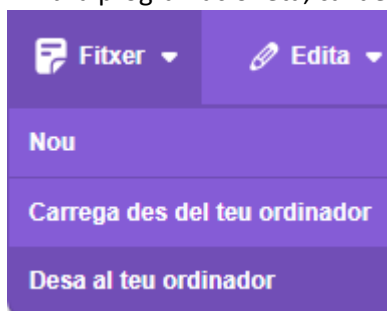 Fitxer Edita
Nou
Carrega des del teu ordinador
Desa al teu ordinador